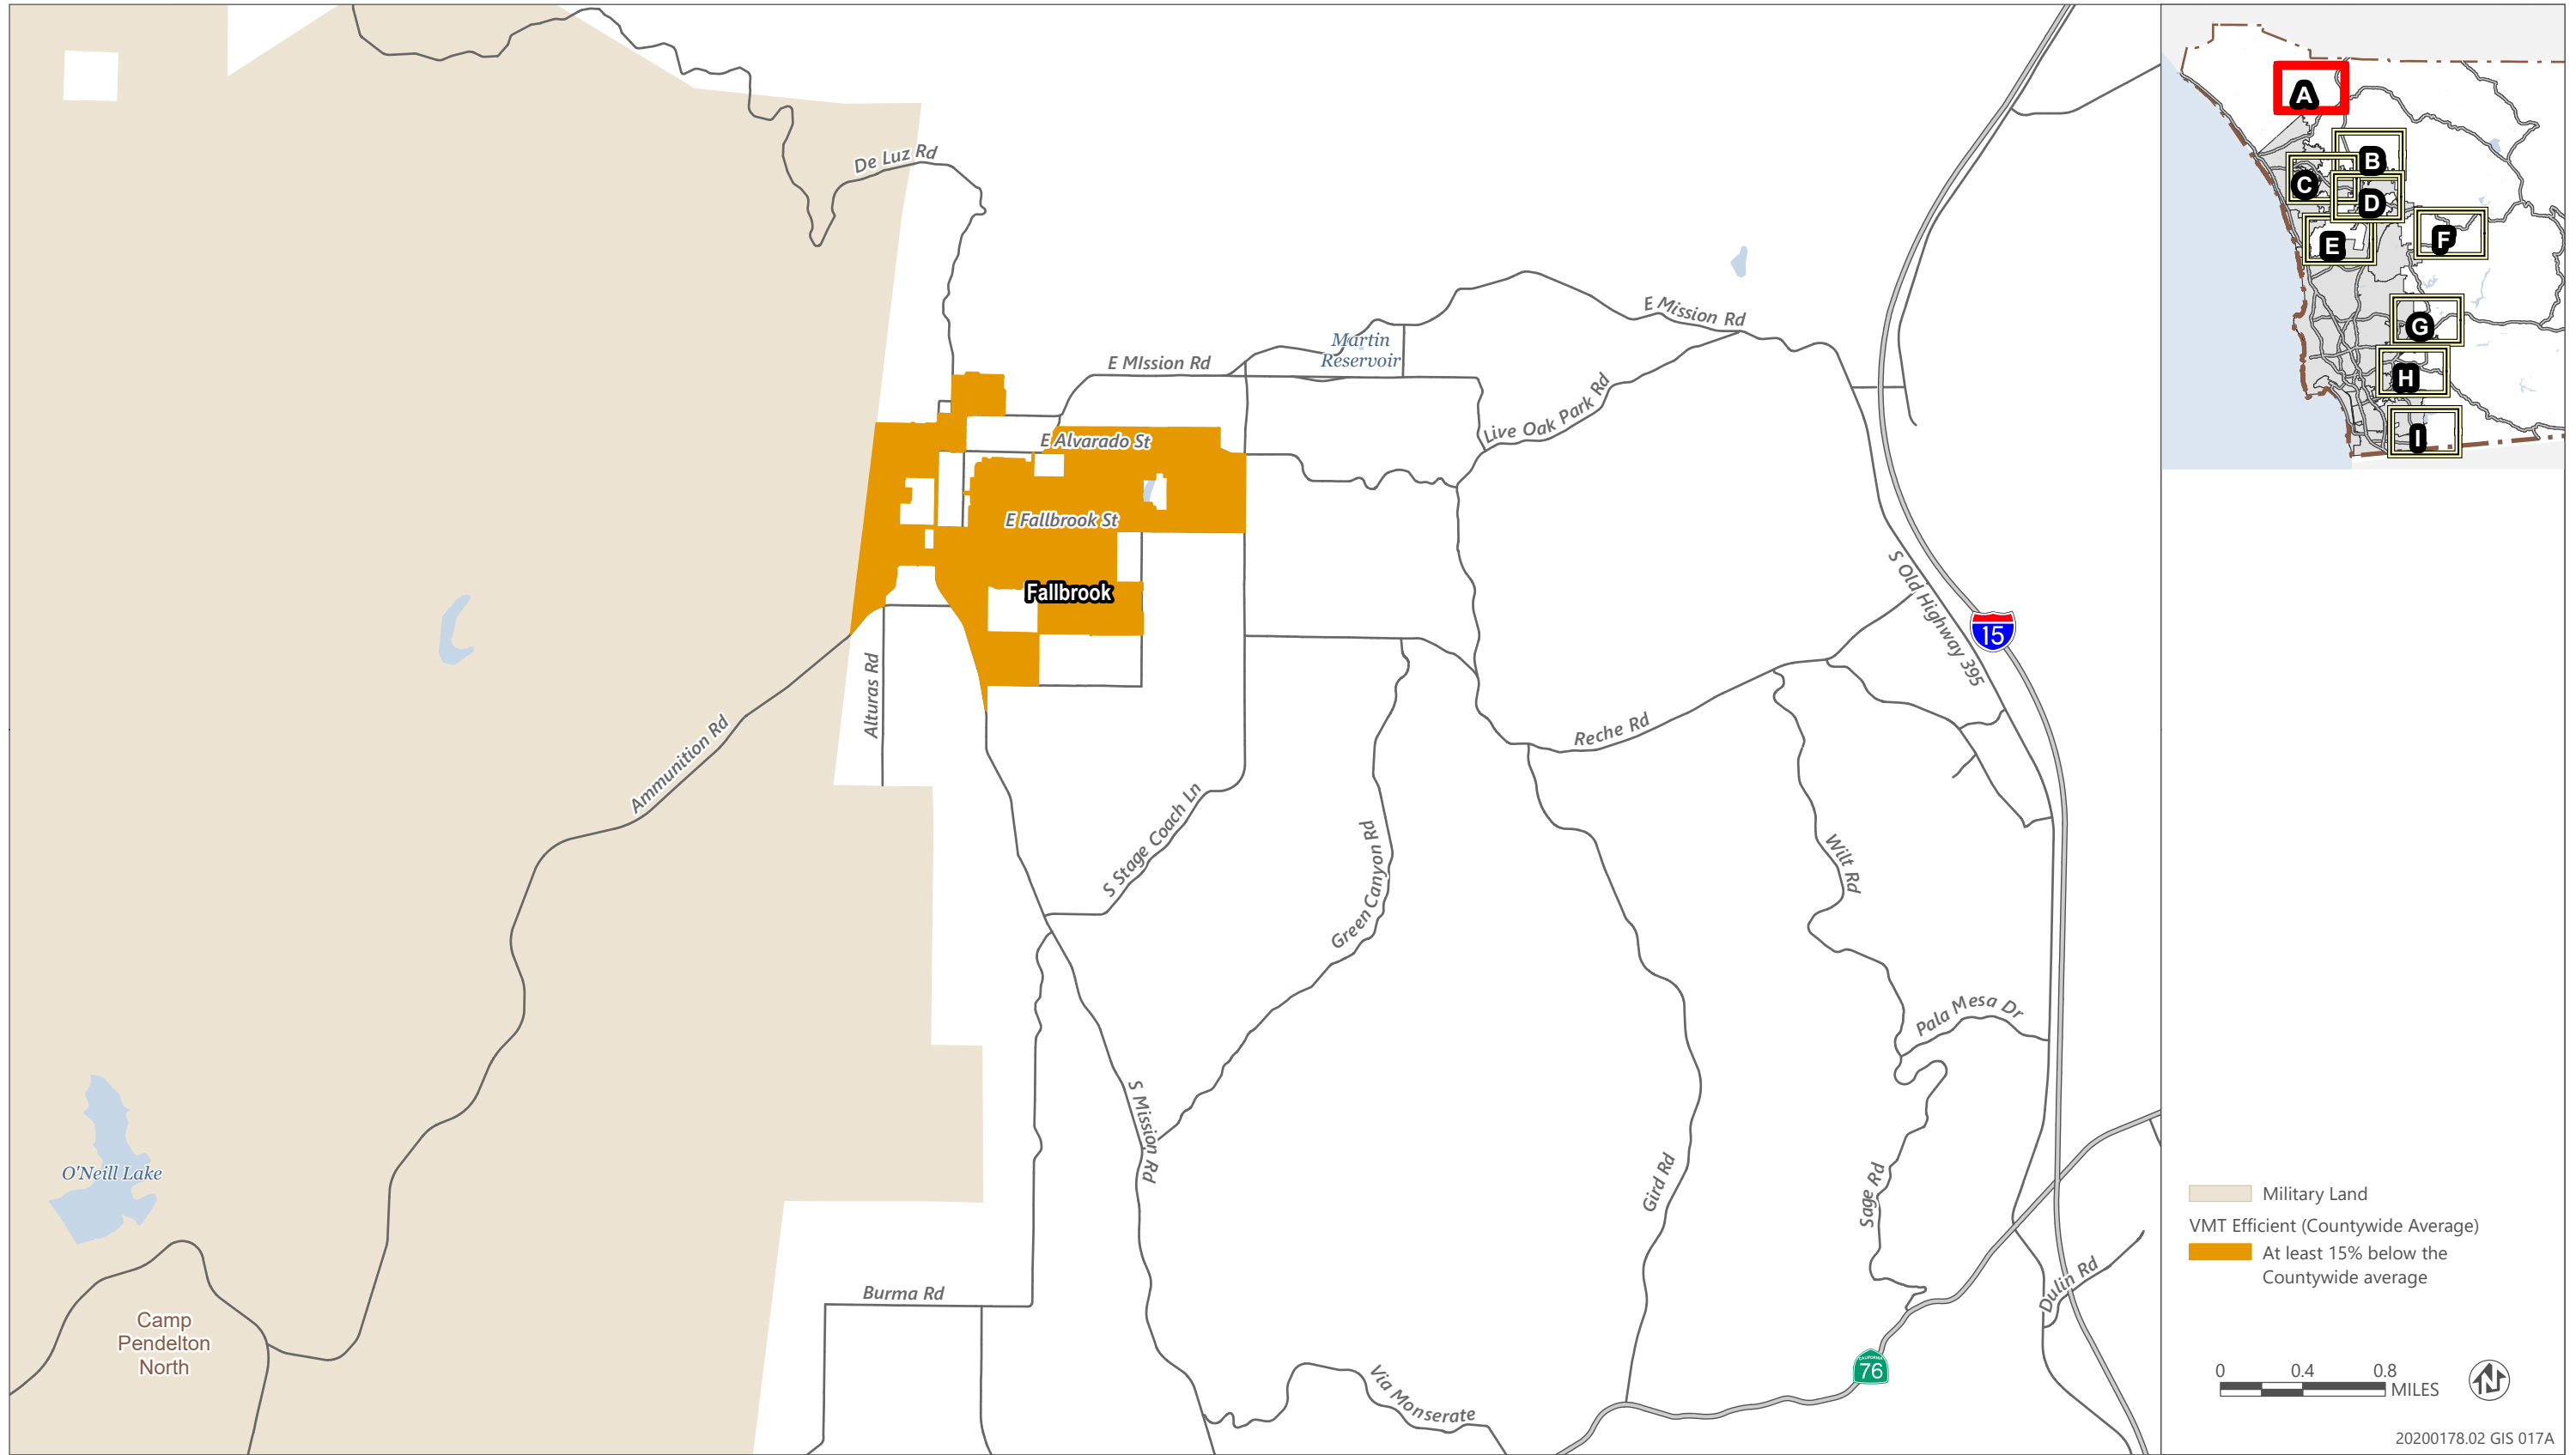 De Luz Rd
E Mission Rd
Martin
Reservoir
E MIssion Rd
Live Oak Park Rd
E Alvarado St
E Fallbrook St
Fallbrook
S Old Highway 395
15
Alturas Rd
Ammunition Rd
Reche Rd
S Stage Coach Ln
Green Canyon Rd
Wilt Rd
Pala Mesa Dr
S Mission Rd
O'Neill Lake
Gird Rd
Sage Rd
Dulin Rd
Burma Rd
Camp
Pendelton
North
Via Monserate
CALIFORNIA
76
A
B
C
D
E
F
G
H
I
Military Land
VMT Efficient (Countywide Average)
At least 15% below the
Countywide average
0 0.4 0.8
MILES
N
20200178.02 GIS 017A